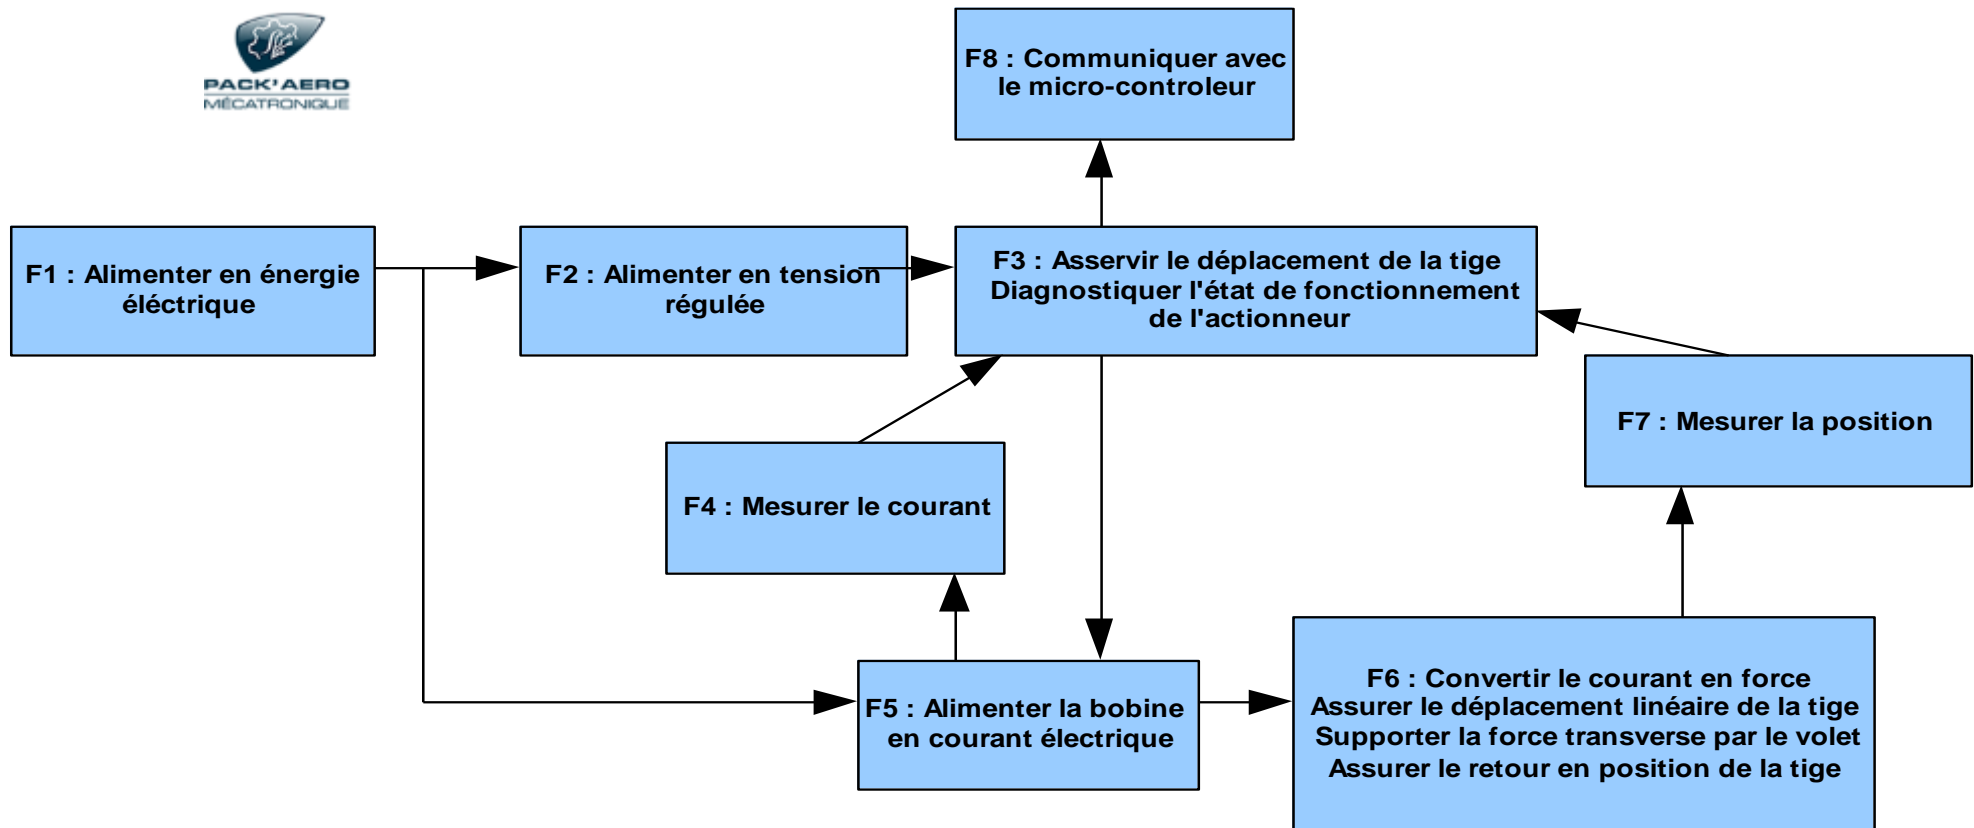 PACK'AERO
MÉCATRONIQUE
F8 : Communiquer avec
le micro-controleur
F1 : Alimenter en énergie
éléctrique
F2 : Alimenter en tension
régulée
F3 : Asservir le déplacement de la tige
Diagnostiquer l'état de fonctionnement
de l'actionneur
F7 : Mesurer la position
F4 : Mesurer le courant
F5 : Alimenter la bobine
en courant électrique
F6 : Convertir le courant en force
Assurer le déplacement linéaire de la tige
Supporter la force transverse par le volet
Assurer le retour en position de la tige